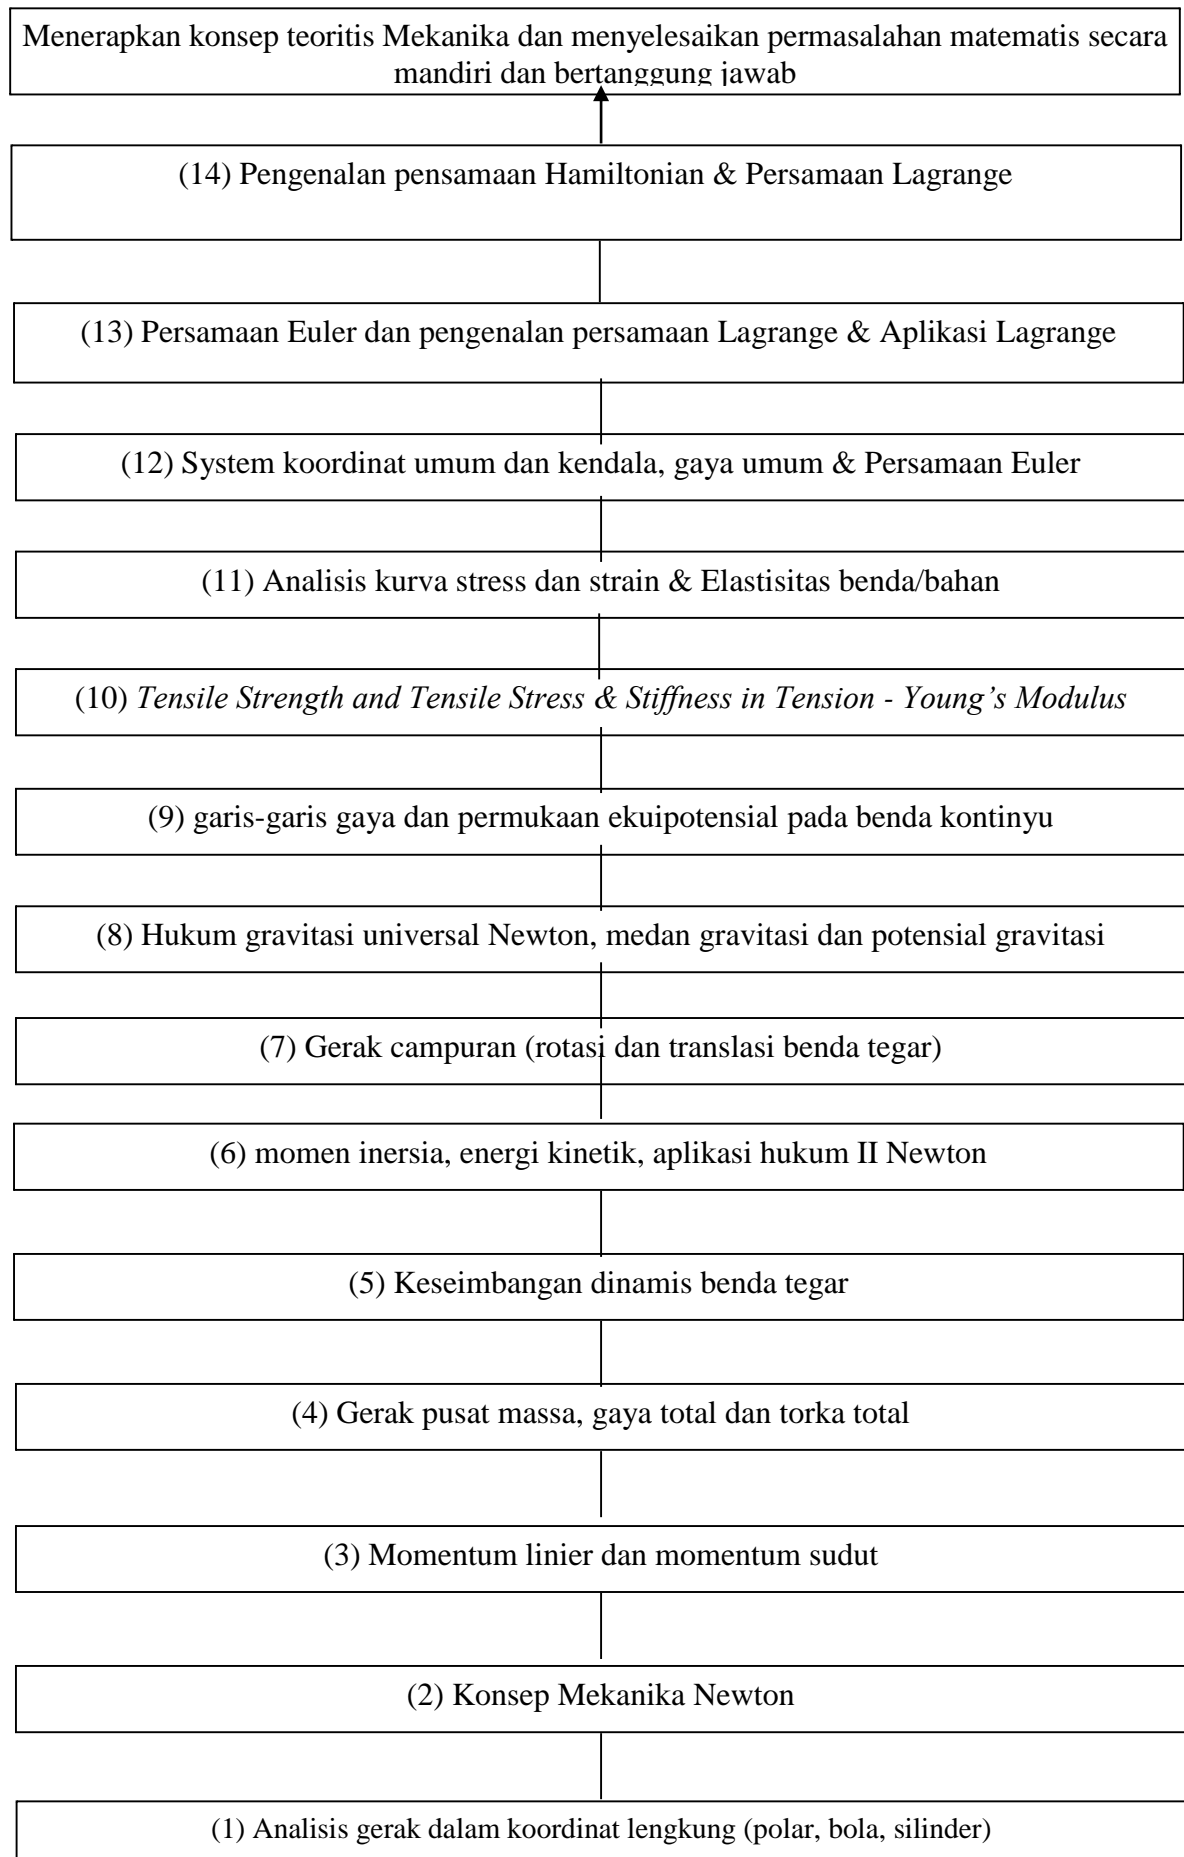 Menerapkan konsep teoritis Mekanika dan menyelesaikan permasalahan matematis secara
mandiri dan bertanggung jawab
(14) Pengenalan pensamaan Hamiltonian & Persamaan Lagrange
(13) Persamaan Euler dan pengenalan persamaan Lagrange & Aplikasi Lagrange
(12) System koordinat umum dan kendala, gaya umum & Persamaan Euler
(11) Analisis kurva stress dan strain & Elastisitas benda/bahan
(10) Tensile Strength and Tensile Stress & Stiffness in Tension - Young’s Modulus
(9) garis-garis gaya dan permukaan ekuipotensial pada benda kontinyu
(8) Hukum gravitasi universal Newton, medan gravitasi dan potensial gravitasi
(7) Gerak campuran (rotasi dan translasi benda tegar)
(6) momen inersia, energi kinetik, aplikasi hukum II Newton
(5) Keseimbangan dinamis benda tegar
(4) Gerak pusat massa, gaya total dan torka total
(3) Momentum linier dan momentum sudut
(2) Konsep Mekanika Newton
(1) Analisis gerak dalam koordinat lengkung (polar, bola, silinder)